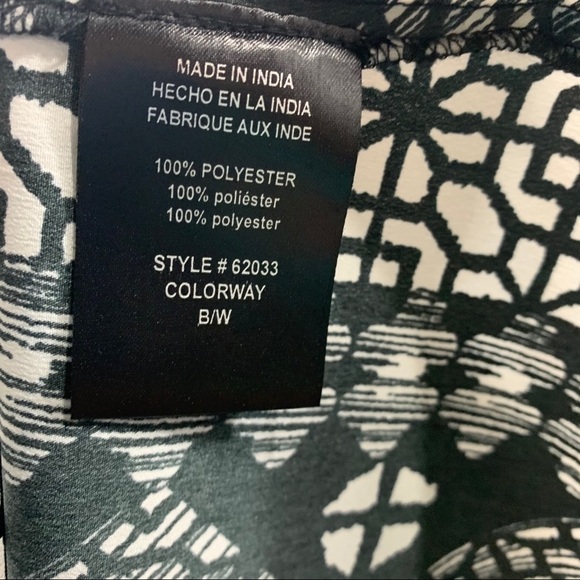 MADE IN INDIA
HECHO EN LA INDIA
FABRIQUE AUX INDE
100% POLYESTER
100% poliéster
100% polyester
STYLE # 62033
COLORWAY
B/W